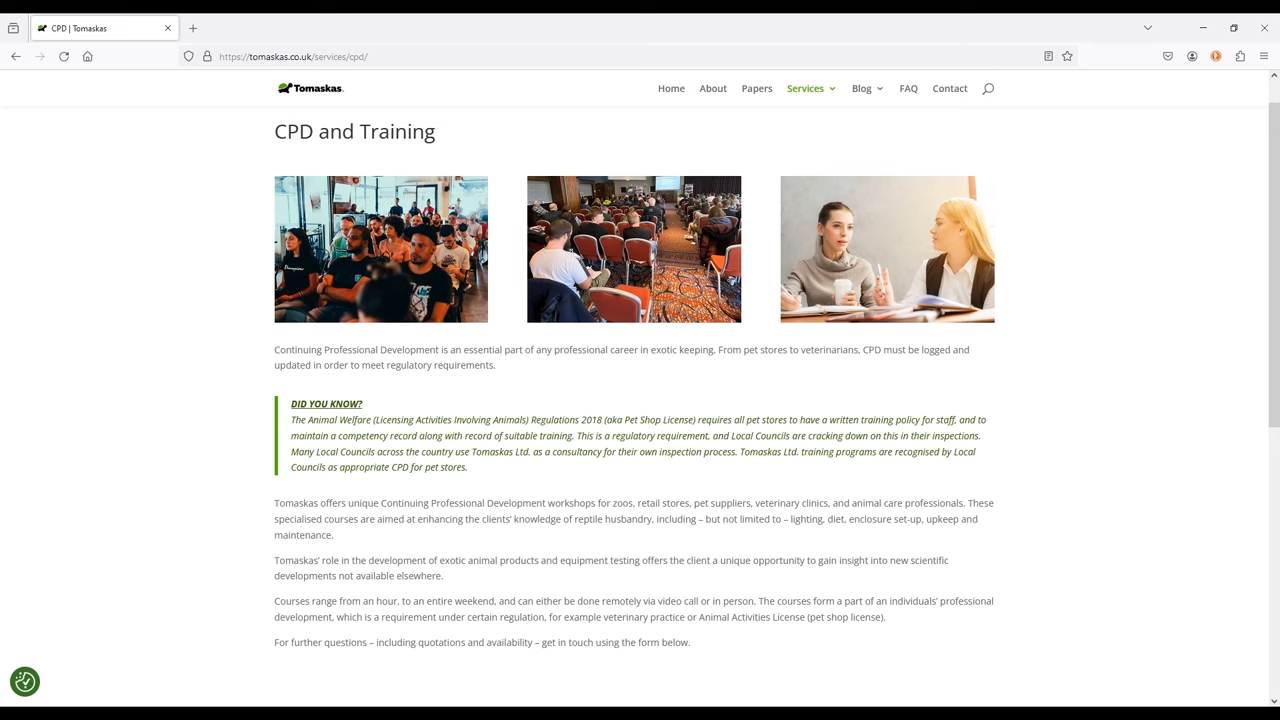 CPD | Tomaskas
https://tomaskas.co.uk/services/cpd/
Tomaskas.
Home About Papers Services Blog FAQ Contact
CPD and Training
Continuing Professional Development is an essential part of any professional career in exotic keeping. From pet stores to veterinarians, CPD must be logged and
updated in order to meet regulatory requirements.
DID YOU KNOW?
The Animal Welfare (Licensing Activities Involving Animals) Regulations 2018 (aka Pet Shop License) requires all pet stores to have a written training policy for staff, and to
maintain a competency record along with record of suitable training. This is a regulatory requirement, and Local Councils are cracking down on this in their inspections.
Many Local Councils across the country use Tomaskas Ltd. as a consultancy for their own inspection process. Tomaskas Ltd. training programs are recognised by Local
Councils as appropriate CPD for pet stores.
Tomaskas offers unique Continuing Professional Development workshops for zoos, retail stores, pet suppliers, veterinary clinics, and animal care professionals. These
specialised courses are aimed at enhancing the clients’ knowledge of reptile husbandry, including – but not limited to – lighting, diet, enclosure set-up, upkeep and
maintenance.
Tomaskas’ role in the development of exotic animal products and equipment testing offers the client a unique opportunity to gain insight into new scientific
developments not available elsewhere.
Courses range from an hour, to an entire weekend, and can either be done remotely via video call or in person. The courses form a part of an individuals’ professional
development, which is a requirement under certain regulation, for example veterinary practice or Animal Activities License (pet shop license).
For further questions – including quotations and availability – get in touch using the form below.